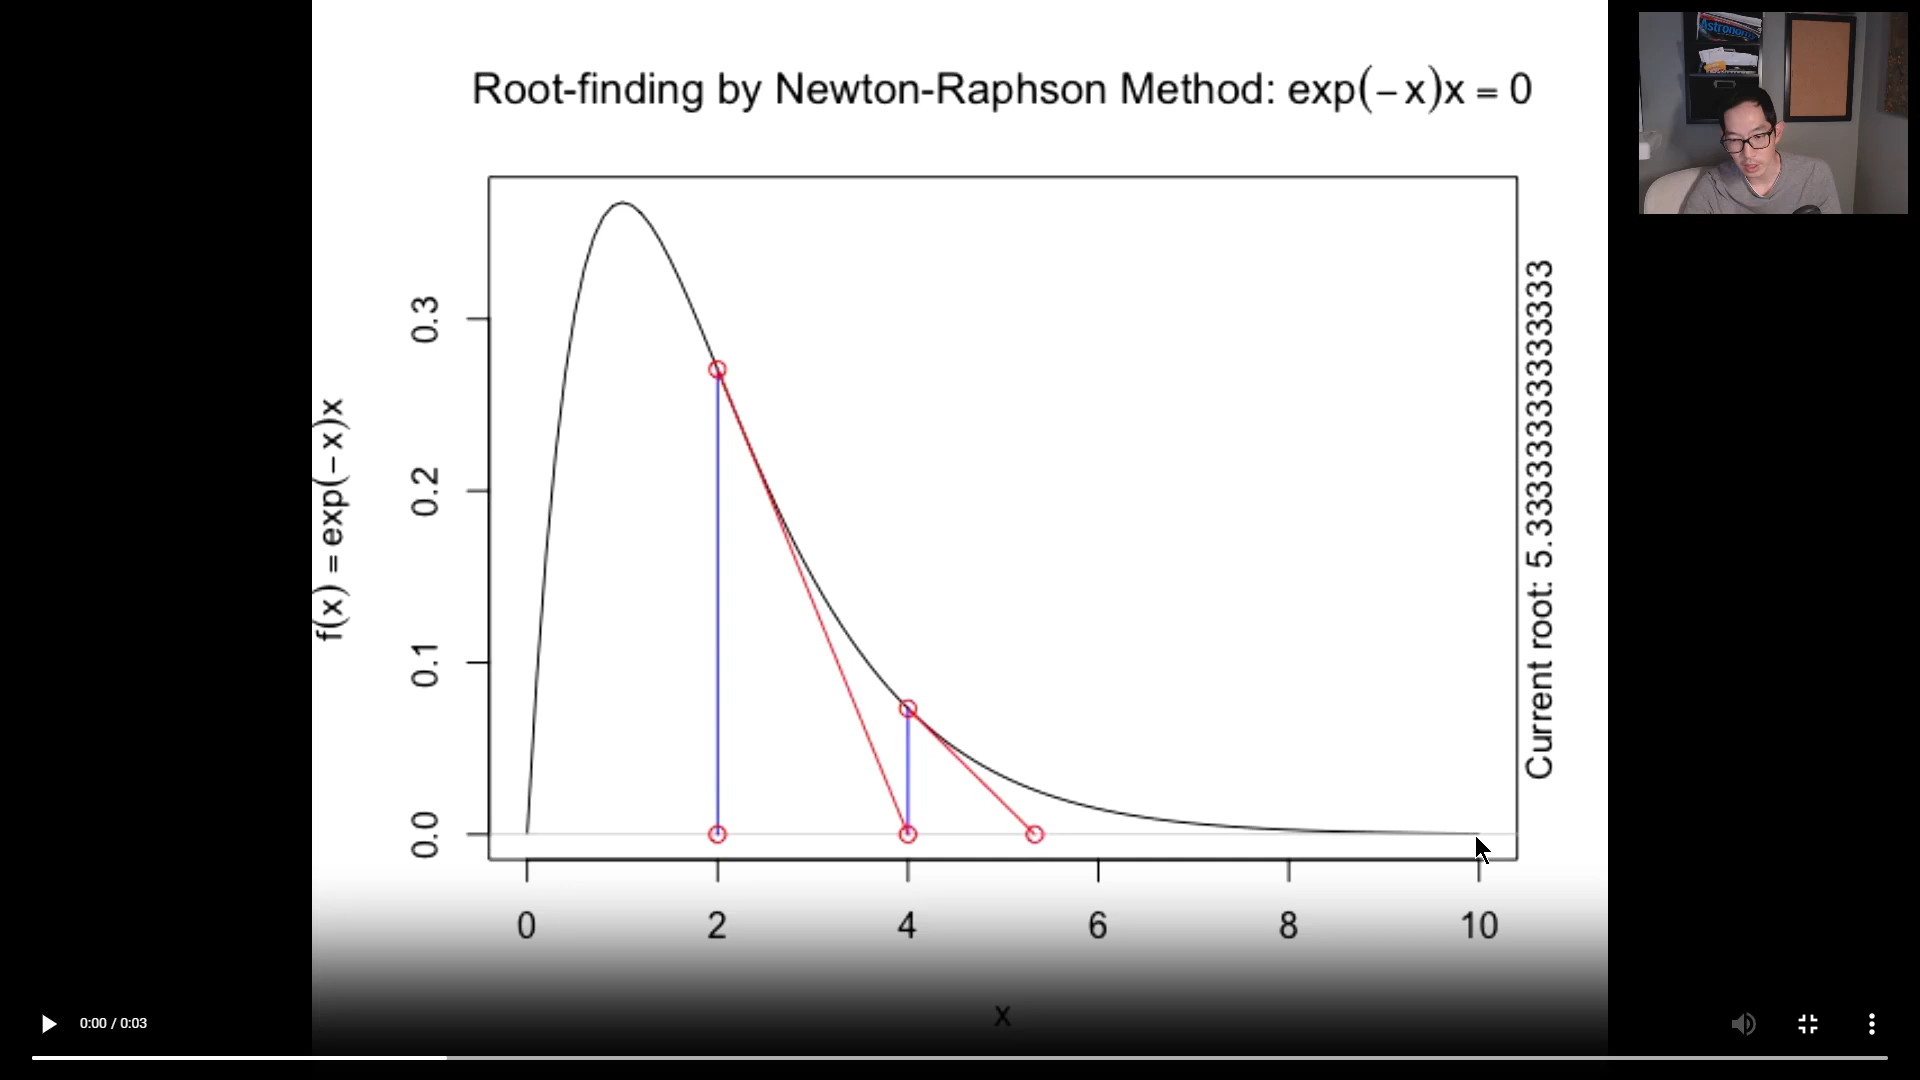 Root-finding by Newton-Raphson Method: exp(−x)x = 0
Astronomy
f(x) = exp(−x)x
0.3
0.2
0.1
0.0
Current root: 5.33333333333333
0 2 4 6 8 10
x
0:00 / 0:03